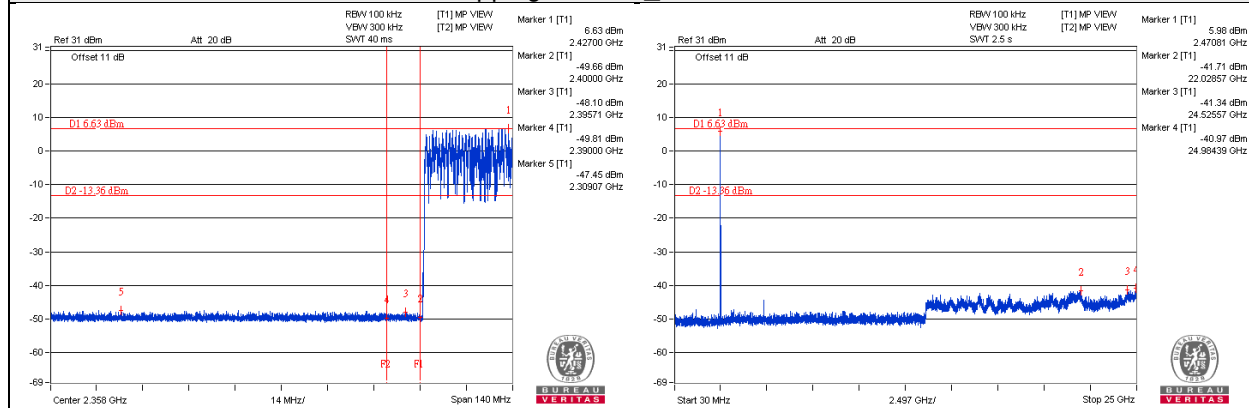 RBW 100 kHz [T1] MP VIEW
VBW 300 kHz [T2] MP VIEW
Ref 31 dBm Att 20 dB SWT 40 ms
Marker 1 [T1]
6.63 dBm
2.42700 GHz
Marker 2 [T1]
-49.66 dBm
2.40000 GHz
Marker 3 [T1]
-48.10 dBm
2.39571 GHz
Marker 4 [T1]
-49.81 dBm
2.39000 GHz
Marker 5 [T1]
-47.45 dBm
2.30907 GHz
31
Offset 11 dB
20
10
D1 6.63 dBm
1
0
-10
D2 -13.36 dBm
-20
-30
-40
5
4
3
2
-50
-60
F2
F1
-69
Center 2.358 GHz 14 MHz/ Span 140 MHz
BUREAU
VERITAS
RBW 100 kHz [T1] MP VIEW
VBW 300 kHz [T2] MP VIEW
Ref 31 dBm Att 20 dB SWT 2.5 s
Marker 1 [T1]
5.98 dBm
2.47081 GHz
Marker 2 [T1]
-41.71 dBm
22.02857 GHz
Marker 3 [T1]
-41.34 dBm
24.52557 GHz
Marker 4 [T1]
-40.97 dBm
24.98439 GHz
31
Offset 11 dB
20
10
1
D1 6.63 dBm
0
-10
D2 -13.36 dBm
-20
-30
2
3
4
-40
-50
-60
-69
Start 30 MHz 2.497 GHz/ Stop 25 GHz
BUREAU
VERITAS